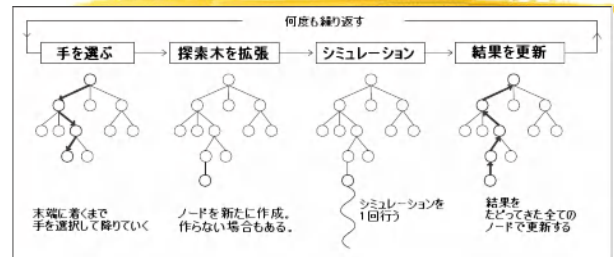 何度も繰り返す
手を選ぶ
探索木を拡張
シミュレーション
結果を更新
末端に着くまで
手を選択して降りていく
ノードを新たに作成。
作らない場合もある。
シミュレーションを
1回行う
結果を
たどってきた全ての
ノードで更新する